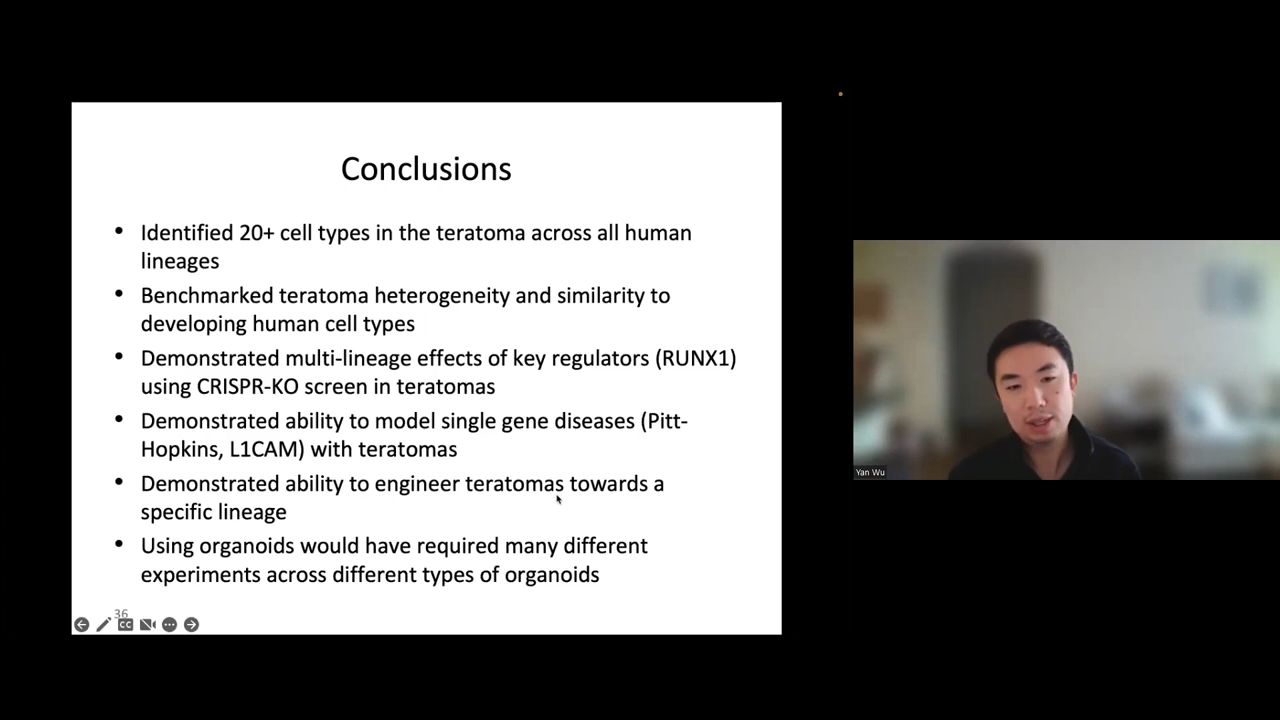 Conclusions
• Identified 20+ cell types in the teratoma across all human
lineages
• Benchmarked teratoma heterogeneity and similarity to
developing human cell types
• Demonstrated multi-lineage effects of key regulators (RUNX1)
using CRISPR-KO screen in teratomas
• Demonstrated ability to model single gene diseases (Pitt-
Hopkins, L1CAM) with teratomas
• Demonstrated ability to engineer teratomas towards a
specific lineage
• Using organoids would have required many different
experiments across different types of organoids
36
CC
Yan Wu